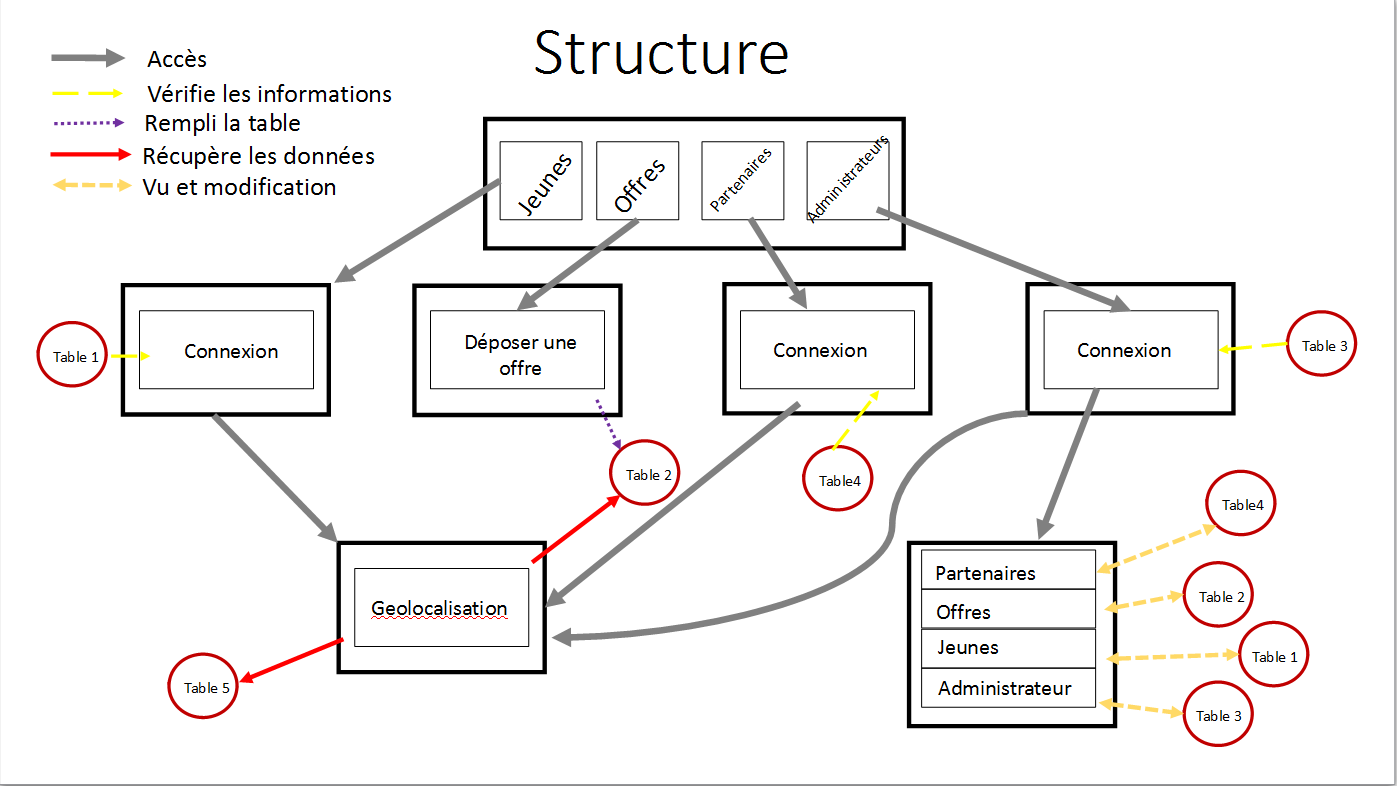 Structure
Accès
Vérifie les informations
Rempli la table
Récupère les données
Vu et modification
Jeunes
Offres
Partenaires
Administrateurs
Table 1
Connexion
Déposer une
offre
Connexion
Connexion
Table 3
Table 2
Table4
Geolocalisation
Table 5
Partenaires
Offres
Jeunes
Administrateur
Table4
Table 2
Table 1
Table 3